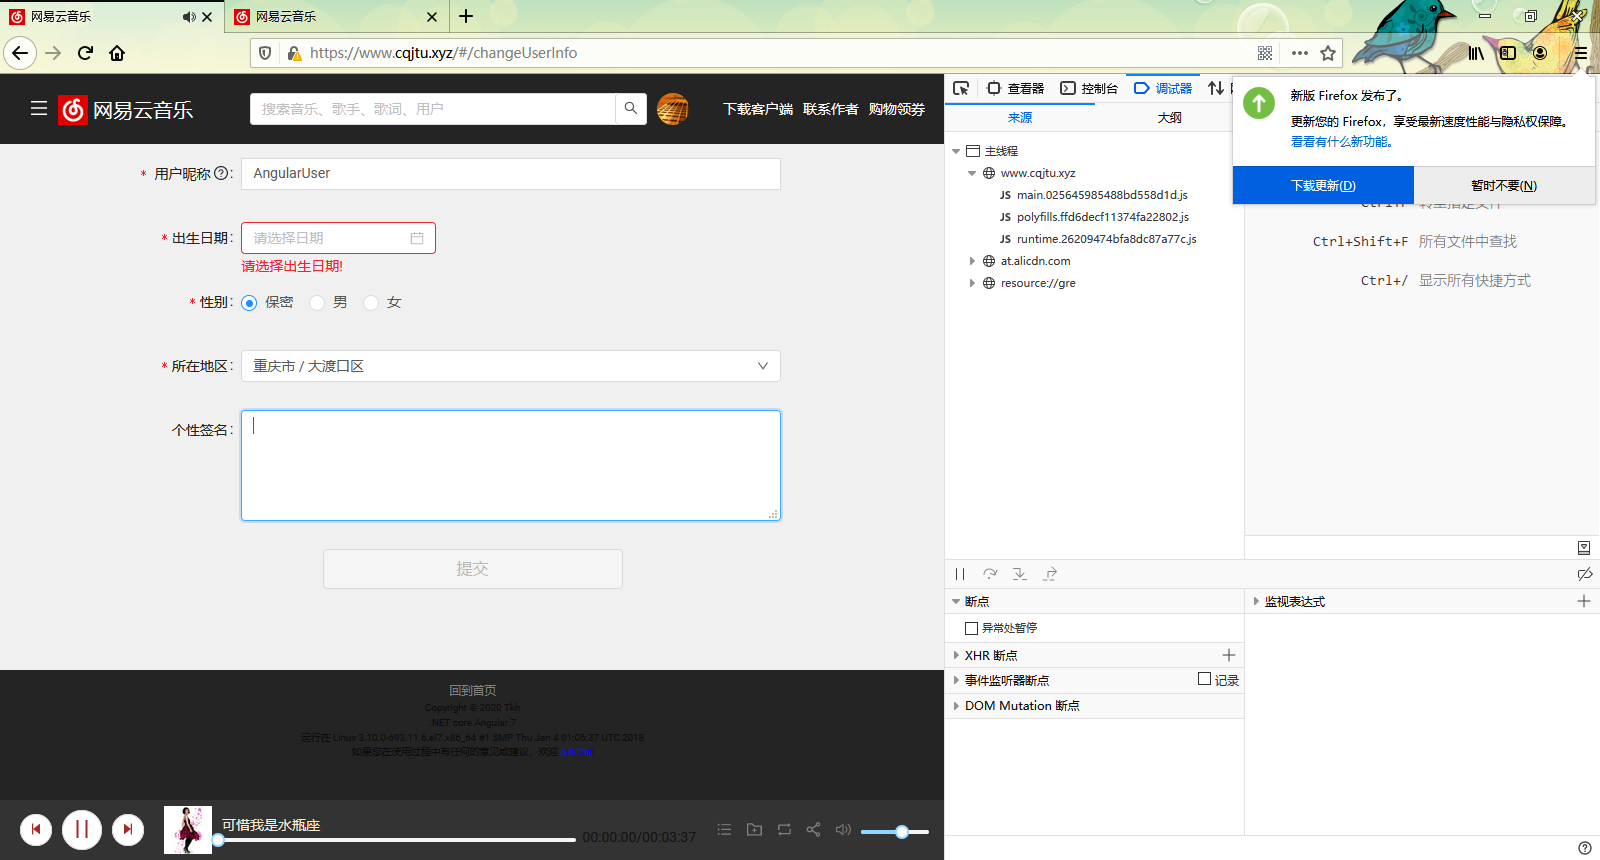 网易云音乐
网易云音乐
https://www.cqjtu.xyz/#/changeUserInfo
网易云音乐
搜索音乐、歌手、歌词、用户
下载客户端 联系作者 购物领券
* 用户昵称 : AngularUser
* 出生日期: 请选择日期
请选择出生日期!
* 性别: 保密 男 女
* 所在地区: 重庆市 / 大渡口区
个性签名:
提交
回到首页
Copyright © 2020 Tkh
.NET core Angular 7
运行在 Linux 3.10.0-693.11.6.el7.x86_64 #1 SMP Thu Jan 4 01:06:37 UTC 2018
如果您在使用过程中有任何的意见或建议，欢迎
可惜我是水瓶座
00:00:00/00:03:37
查看器 控制台 调试器
来源 大纲
主线程
www.cqjtu.xyz
JS main.025645985488bd558d1d.js
JS polyfills.ffd6decf11374fa22802.js
JS runtime.26209474bfa8dc87a77c.js
at.alicdn.com
resource://gre
新版 Firefox 发布了。
更新您的 Firefox，享受最新速度性能与隐私权保障。
看看有什么新功能。
下载更新(D) 暂时不要(N)
Ctrl+Shift+F 所有文件中查找
Ctrl+/ 显示所有快捷方式
断点
异常处暂停
XHR 断点
事件监听器断点 记录
DOM Mutation 断点
监视表达式